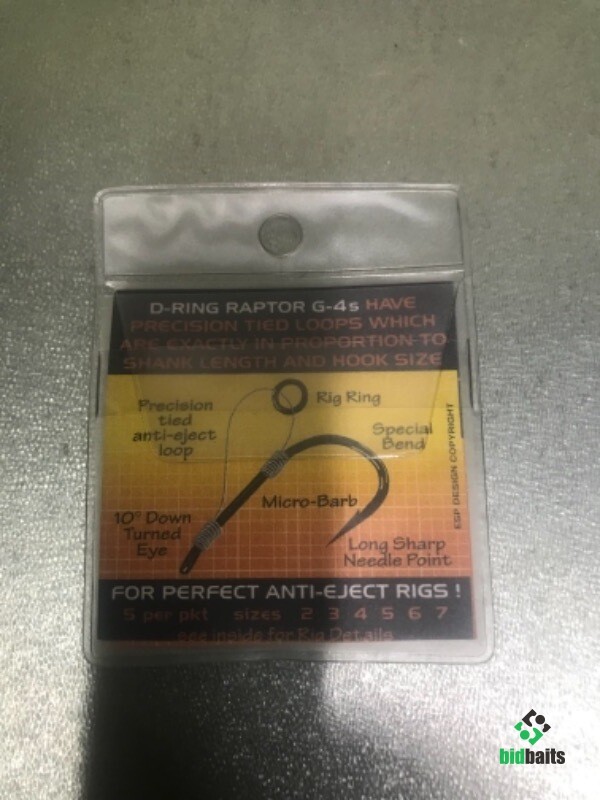 D-RING RAPTOR G-4s HAVE
PRECISION TIED LOOPS WHICH
ARE EXACTLY IN PROPORTION TO
SHANK LENGTH AND HOOK SIZE
Precision
tied
anti-eject
loop
Rig Ring
Special
Bend
Micro-Barb
10° Down
Turned
Eye
Long Sharp
Needle Point
ESP DESIGN COPYRIGHT
FOR PERFECT ANTI-EJECT RIGS !
5 per pkt sizes 2 3 4 5 6 7
see inside for Rig Details
bidbaits